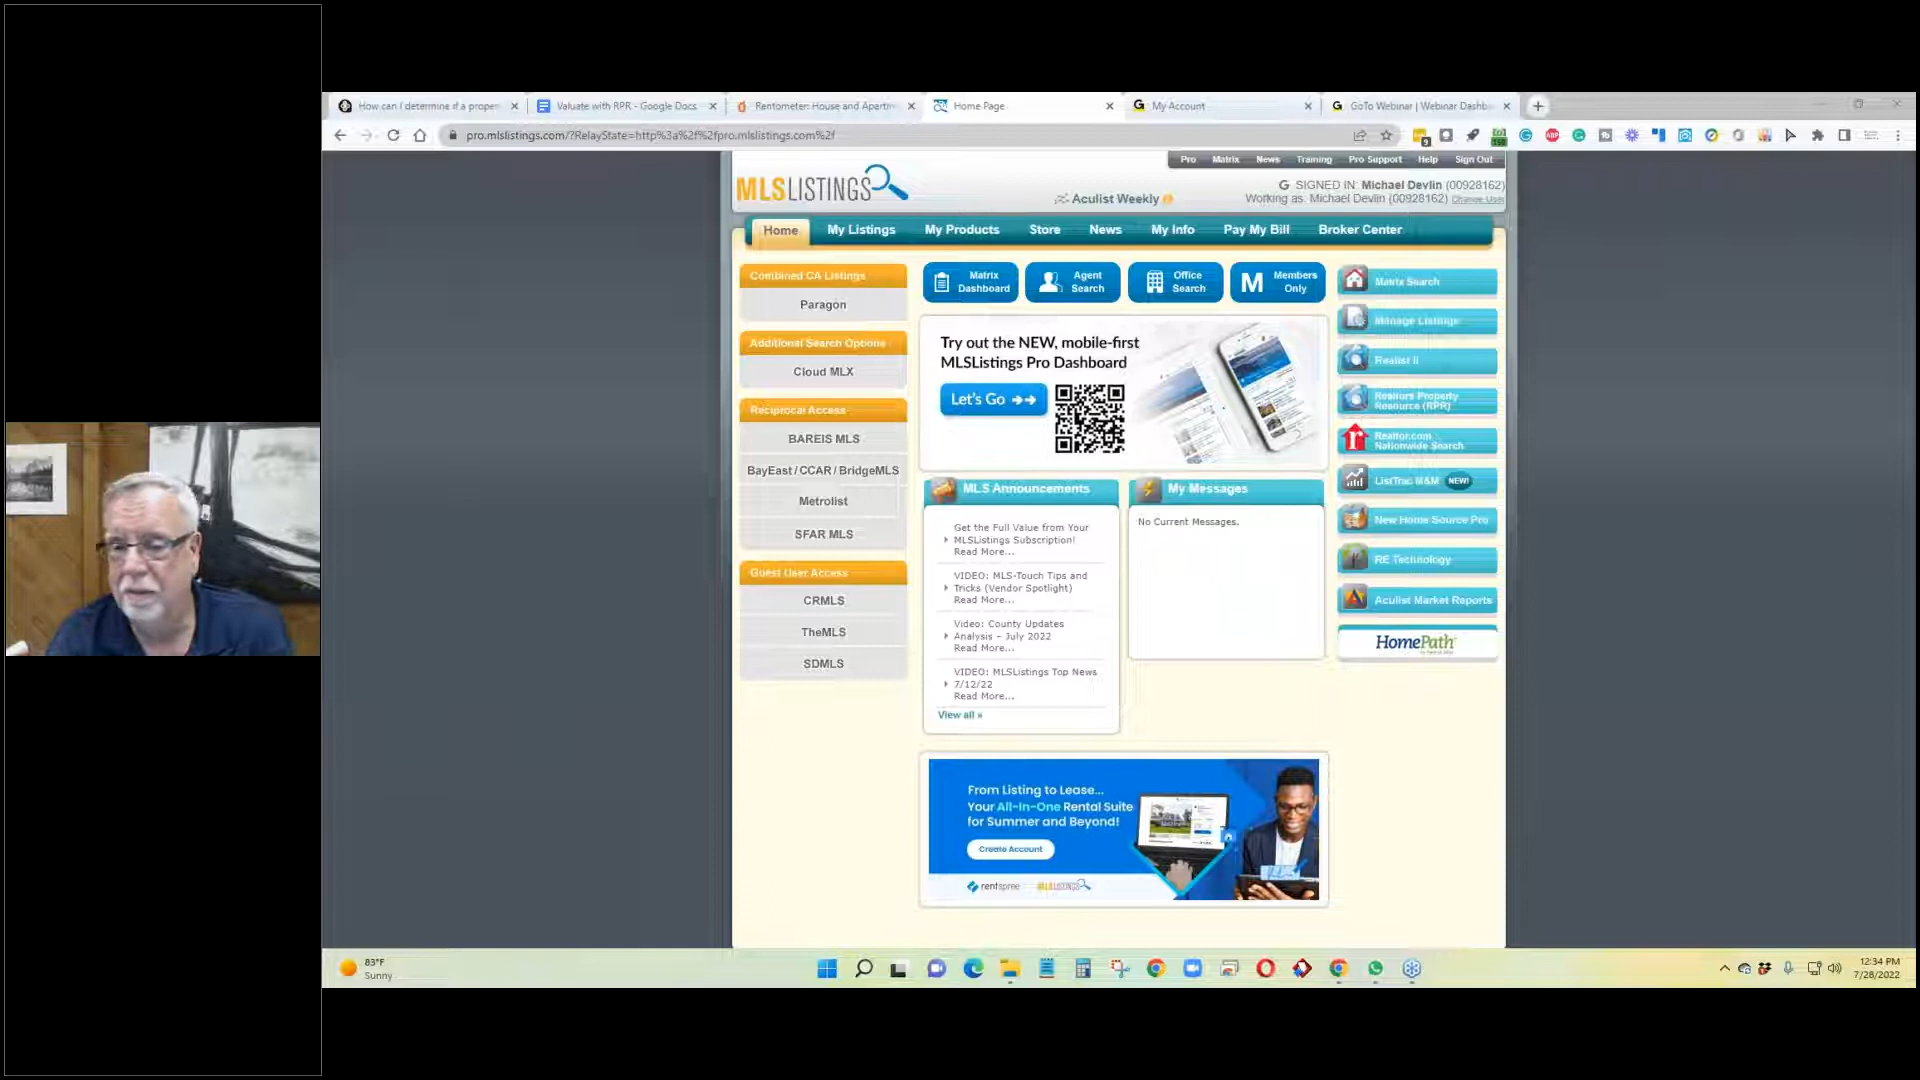 How can I determine if a proper
Valuate with RPR - Google Docs
Rentometer: House and Apartm
Home Page
My Account
GoTo Webinar | Webinar Dashb
pro.mlslistings.com/?RelayState=http%3a%2f%2fpro.mlslistings.com%2f
Pro Matrix News Training Pro Support Help Sign Out
MLSLISTINGS
Aculist Weekly
SIGNED IN: Michael Devlin (00928162)
Working as: Michael Devlin (00928162) Change User
Home My Listings My Products Store News My Info Pay My Bill Broker Center
Combined CA Listings
Paragon
Additional Search Options
Cloud MLX
Reciprocal Access
BAREIS MLS
BayEast / CCAR / BridgeMLS
Metrolist
SFAR MLS
Guest User Access
CRMLS
TheMLS
SDMLS
Matrix
Dashboard
Agent
Search
Office
Search
M Members
Only
Try out the NEW, mobile-first
MLSListings Pro Dashboard
Let's Go
MLS Announcements
Get the Full Value from Your
MLSListings Subscription!
Read More...
VIDEO: MLS-Touch Tips and
Tricks (Vendor Spotlight)
Read More...
Video: County Updates
Analysis – July 2022
Read More...
VIDEO: MLSListings Top News
7/12/22
Read More...
View all »
My Messages
No Current Messages.
Matrix Search
Manage Listings
Realist II
Realtors Property
Resource (RPR)
Realtor.com
Nationwide Search
ListTrac M&M NEW!
New Home Source Pro
RE Technology
Aculist Market Reports
HomePath
From Listing to Lease...
Your All-In-One Rental Suite
for Summer and Beyond!
Create Account
rentspree MLSLISTINGS
83°F
Sunny
12:34 PM
7/28/2022